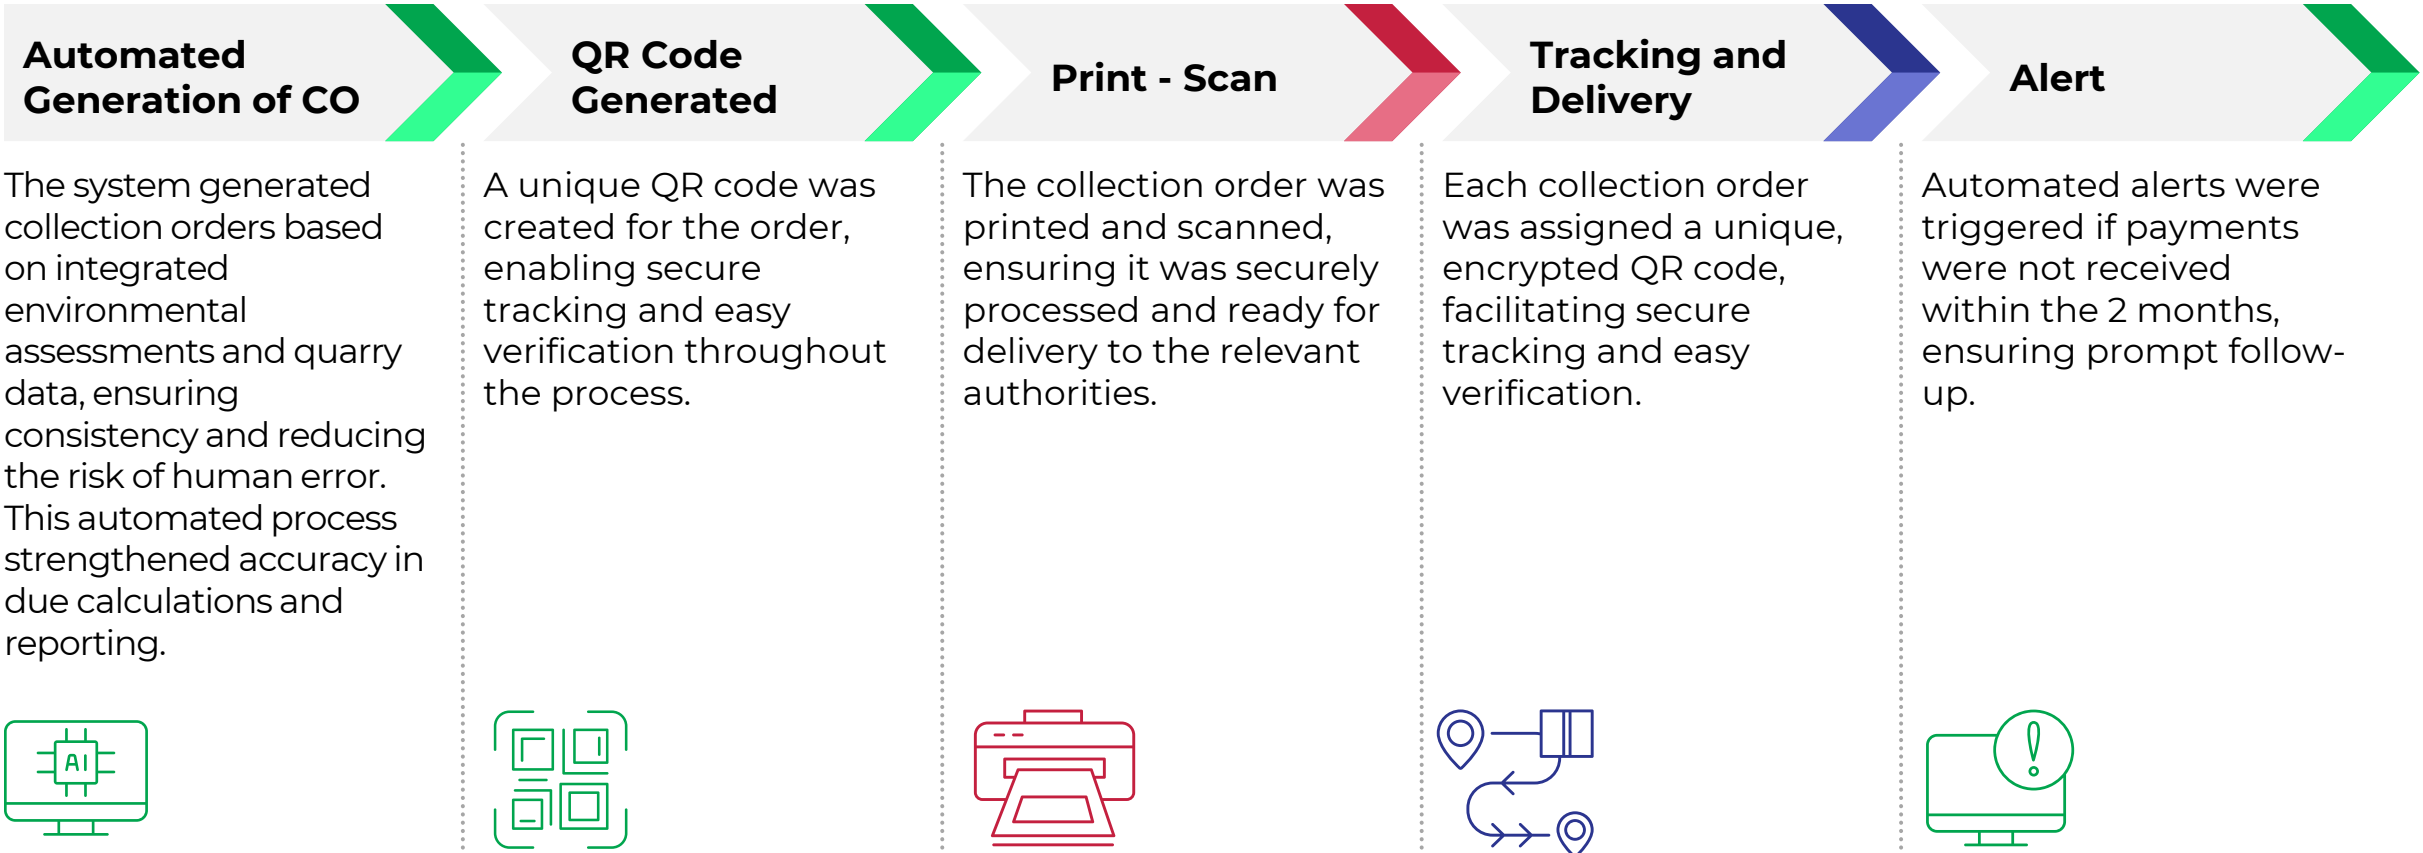 Automated
Generation of CO
The system generated
collection orders based
on integrated
environmental
assessments and quarry
data, ensuring
consistency and reducing
the risk of human error.
This automated process
strengthened accuracy in
due calculations and
reporting.
AI
QR Code
Generated
A unique QR code was
created for the order,
enabling secure
tracking and easy
verification throughout
the process.
Print - Scan
The collection order was
printed and scanned,
ensuring it was securely
processed and ready for
delivery to the relevant
authorities.
Tracking and
Delivery
Each collection order
was assigned a unique,
encrypted QR code,
facilitating secure
tracking and easy
verification.
Alert
Automated alerts were
triggered if payments
were not received
within the 2 months,
ensuring prompt follow-
up.
!